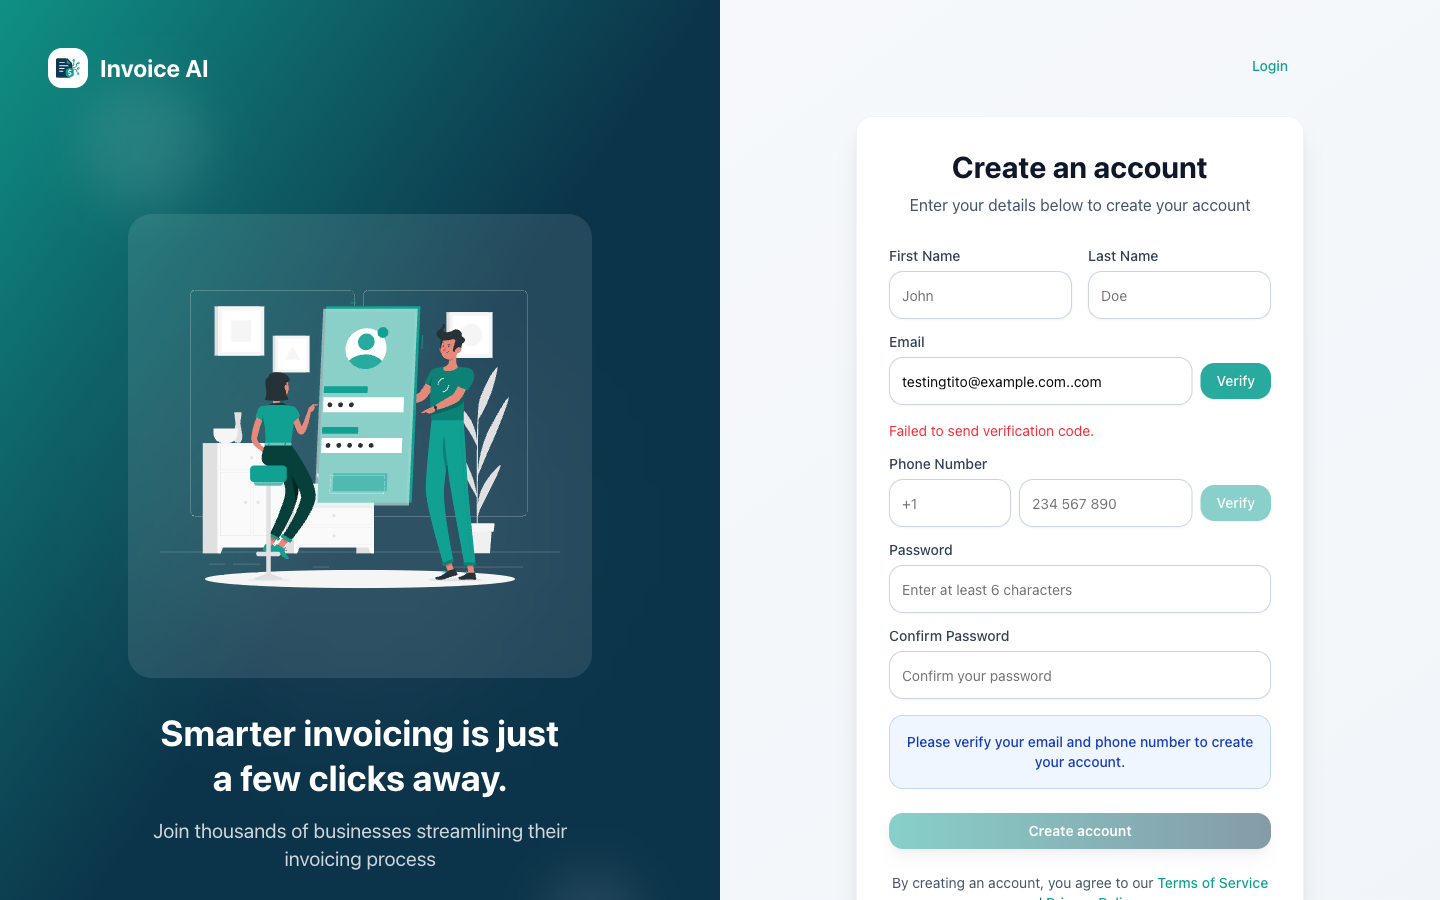 Invoice AI
Smarter invoicing is just
a few clicks away.
Join thousands of businesses streamlining their
invoicing process
Login
Create an account
Enter your details below to create your account
First Name
Last Name
John
Doe
Email
testingtito@example.com..com
Verify
Failed to send verification code.
Phone Number
+1
234 567 890
Verify
Password
Enter at least 6 characters
Confirm Password
Confirm your password
Please verify your email and phone number to create
your account.
Create account
By creating an account, you agree to our Terms of Service